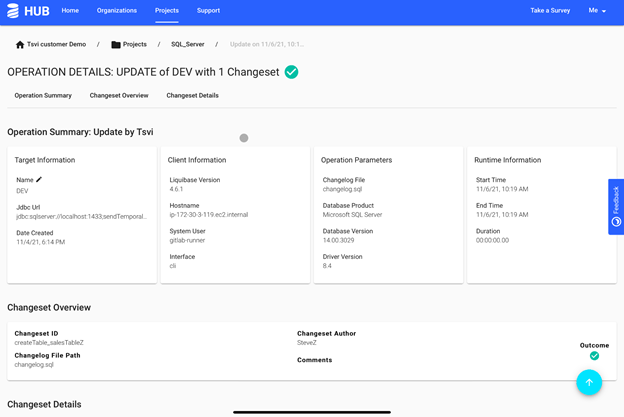 HUB Home Organizations Projects Support Take a Survey Me
Tsvi customer Demo / Projects / SQL_Server / Update on 11/6/21, 10:1...
OPERATION DETAILS: UPDATE of DEV with 1 Changeset
Operation Summary Changeset Overview Changeset Details
Operation Summary: Update by Tsvi
Target Information
Name
DEV
Jdbc Url
jdbc:sqlserver://localhost:1433;sendTemporal...
Date Created
11/4/21, 6:14 PM
Client Information
Liquibase Version
4.6.1
Hostname
ip-172-30-3-119.ec2.internal
System User
gitlab-runner
Interface
cli
Operation Parameters
Changelog File
changelog.sql
Database Product
Microsoft SQL Server
Database Version
14.00.3029
Driver Version
8.4
Runtime Information
Start Time
11/6/21, 10:19 AM
End Time
11/6/21, 10:19 AM
Duration
00:00:00.00
Feedback
Changeset Overview
Changeset ID
createTable_salesTableZ
Changelog File Path
changelog.sql
Changeset Author
SteveZ
Comments
Outcome
Changeset Details